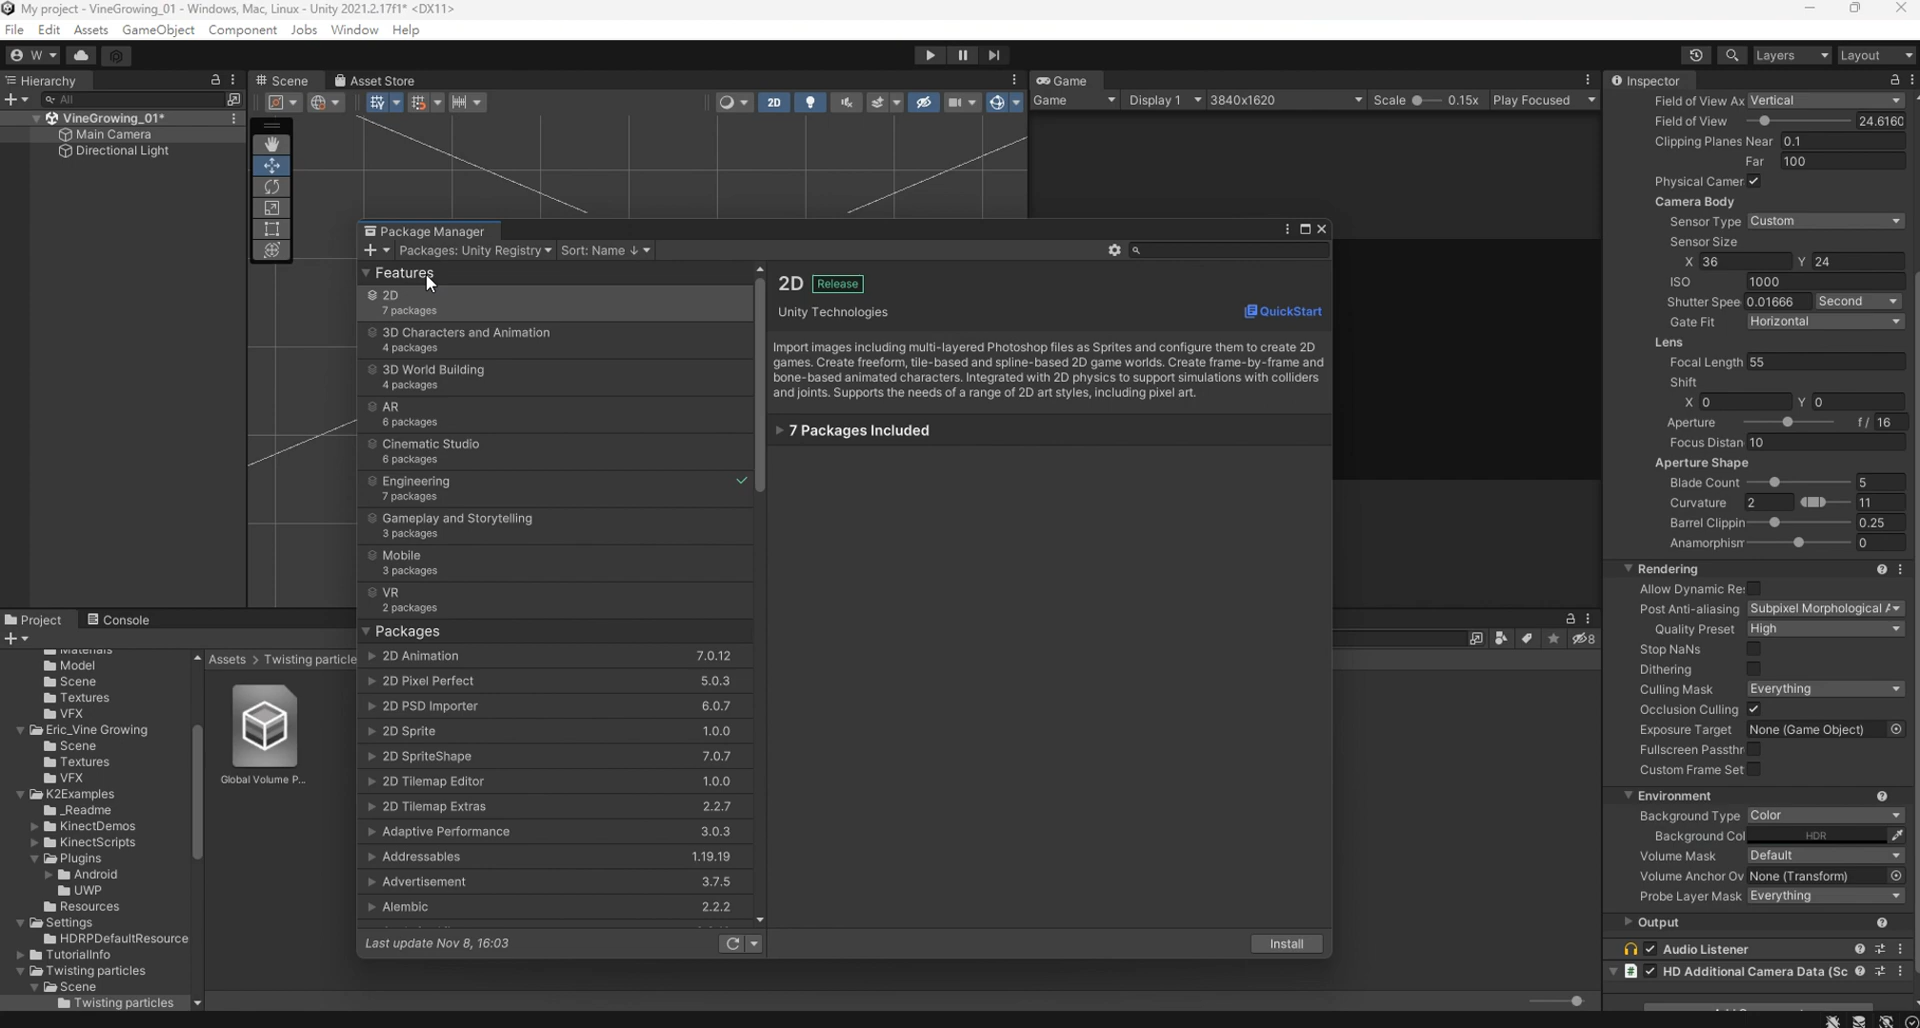 My project - VineGrowing_01 - Windows, Mac, Linux - Unity 2021.2.17f1* <DX11>
File Edit Assets GameObject Component Jobs Window Help
W
Layers Layout
Hierarchy
All
VineGrowing_01*
Main Camera
Directional Light
Scene Asset Store
2D
Game
Game Display 1 3840x1620 Scale 0.15x Play Focused
Package Manager
Packages: Unity Registry Sort: Name ↓
Features
2D
7 packages
3D Characters and Animation
4 packages
3D World Building
4 packages
AR
6 packages
Cinematic Studio
6 packages
Engineering
7 packages
Gameplay and Storytelling
3 packages
Mobile
3 packages
VR
2 packages
Packages
2D Animation 7.0.12
2D Pixel Perfect 5.0.3
2D PSD Importer 6.0.7
2D Sprite 1.0.0
2D SpriteShape 7.0.7
2D Tilemap Editor 1.0.0
2D Tilemap Extras 2.2.7
Adaptive Performance 3.0.3
Addressables 1.19.19
Advertisement 3.7.5
Alembic 2.2.2
Last update Nov 8, 16:03
2D Release
Unity Technologies QuickStart
Import images including multi-layered Photoshop files as Sprites and configure them to create 2D
games. Create freeform, tile-based and spline-based 2D game worlds. Create frame-by-frame and
bone-based animated characters. Integrated with 2D physics to support simulations with colliders
and joints. Supports the needs of a range of 2D art styles, including pixel art.
7 Packages Included
Install
Project Console
Materials
Model
Scene
Textures
VFX
Eric_Vine Growing
Scene
Textures
VFX
K2Examples
_Readme
KinectDemos
KinectScripts
Plugins
Android
UWP
Resources
Settings
HDRPDefaultResource
TutorialInfo
Twisting particles
Scene
Twisting particles
Assets > Twisting particle
Global Volume P...
8
Inspector
Field of View Ax Vertical
Field of View 24.6160
Clipping Planes Near 0.1
Far 100
Physical Camer
Camera Body
Sensor Type Custom
Sensor Size
X 36 Y 24
ISO 1000
Shutter Spee 0.01666 Second
Gate Fit Horizontal
Lens
Focal Length 55
Shift
X 0 Y 0
Aperture f / 16
Focus Distan 10
Aperture Shape
Blade Count 5
Curvature 2 11
Barrel Clippin 0.25
Anamorphism 0
Rendering
Allow Dynamic Re
Post Anti-aliasing Subpixel Morphological A
Quality Preset High
Stop NaNs
Dithering
Culling Mask Everything
Occlusion Culling
Exposure Target None (Game Object)
Fullscreen Passthr
Custom Frame Set
Environment
Background Type Color
Background Col HDR
Volume Mask Default
Volume Anchor Ov None (Transform)
Probe Layer Mask Everything
Output
Audio Listener
HD Additional Camera Data (Sc